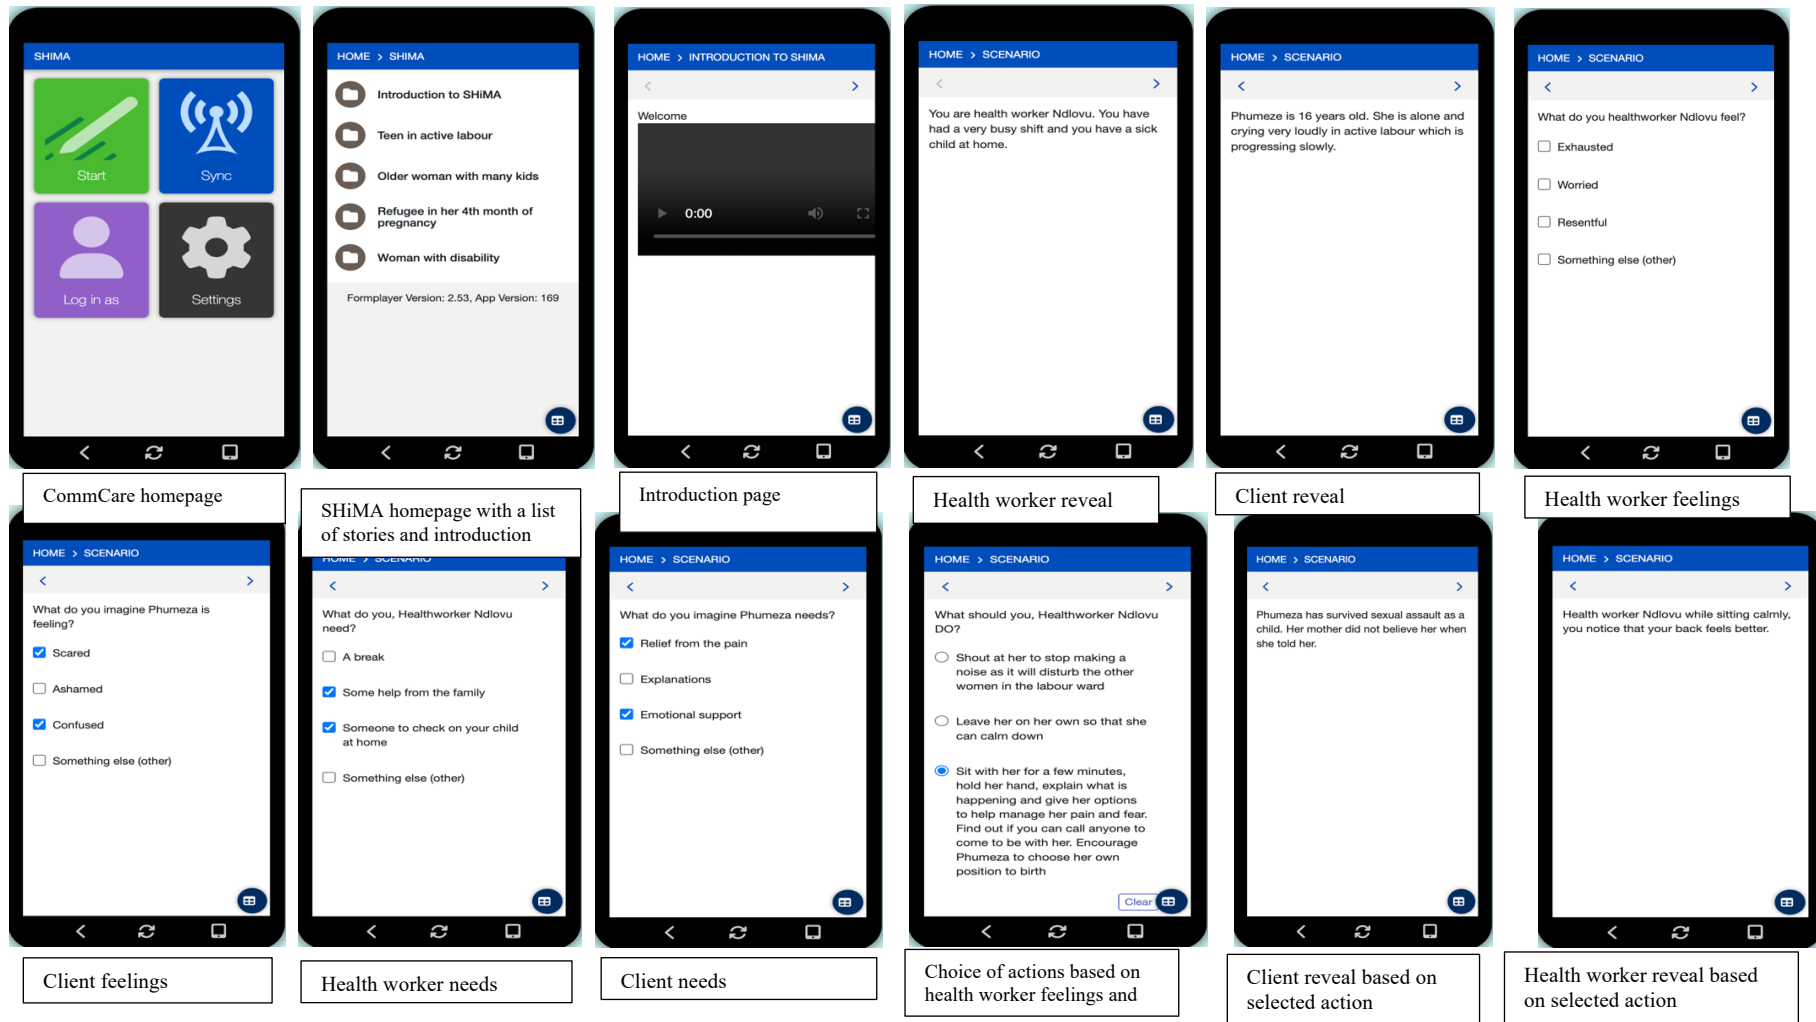 SHIMA
Start
Sync
Log in as
Settings
CommCare homepage
HOME > SHIMA
Introduction to SHiMA
Teen in active labour
Older woman with many kids
Refugee in her 4th month of
pregnancy
Woman with disability
Formplayer Version: 2.53, App Version: 169
SHiMA homepage with a list
of stories and introduction
HOME > INTRODUCTION TO SHIMA
Welcome
0:00
Introduction page
HOME > SCENARIO
You are health worker Ndlovu. You have
had a very busy shift and you have a sick
child at home.
Health worker reveal
HOME > SCENARIO
Phumeze is 16 years old. She is alone and
crying very loudly in active labour which is
progressing slowly.
Client reveal
HOME > SCENARIO
What do you healthworker Ndlovu feel?
Exhausted
Worried
Resentful
Something else (other)
Health worker feelings
HOME > SCENARIO
What do you imagine Phumeza is
feeling?
Scared
Ashamed
Confused
Something else (other)
Client feelings
HOME > SCENARIO
What do you, Healthworker Ndlovu
need?
A break
Some help from the family
Someone to check on your child
at home
Something else (other)
Health worker needs
HOME > SCENARIO
What do you imagine Phumeza needs?
Relief from the pain
Explanations
Emotional support
Something else (other)
Client needs
HOME > SCENARIO
What should you, Healthworker Ndlovu
DO?
Shout at her to stop making a
noise as it will disturb the other
women in the labour ward
Leave her on her own so that she
can calm down
Sit with her for a few minutes,
hold her hand, explain what is
happening and give her options
to help manage her pain and fear.
Find out if you can call anyone to
come to be with her. Encourage
Phumeza to choose her own
position to birth
Clear
Choice of actions based on
health worker feelings and
HOME > SCENARIO
Phumeza has survived sexual assault as a
child. Her mother did not believe her when
she told her.
Client reveal based on
selected action
HOME > SCENARIO
Health worker Ndlovu while sitting calmly,
you notice that your back feels better.
Health worker reveal based
on selected action